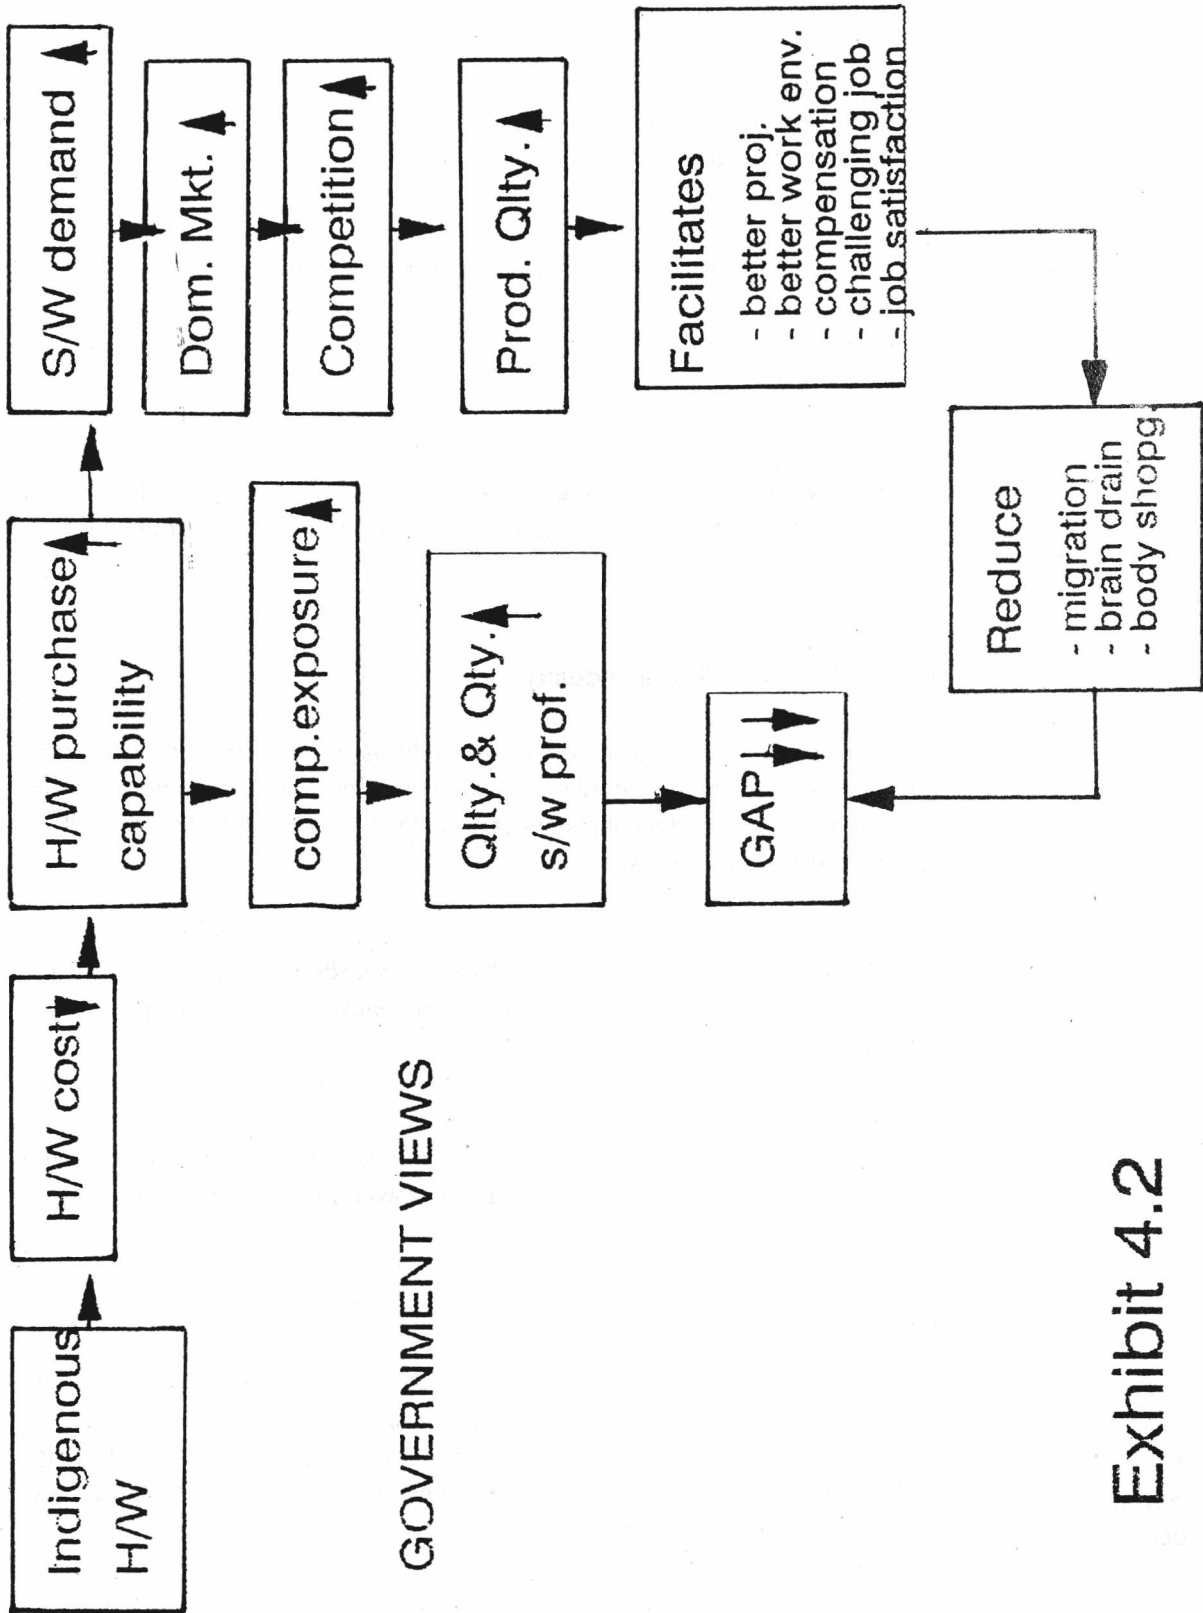 Indigenous
H/W
H/W cost
H/W purchase
capability
S/W demand
comp.exposure
Dom. Mkt.
Competition
Qlty.& Qty.
s/w prof.
Prod. Qlty.
GAP
Facilitates
- better proj.
- better work env.
- compensation
- challenging job
- job satisfaction
Reduce
- migration
- brain drain
- body shopg.
GOVERNMENT VIEWS
Exhibit 4.2